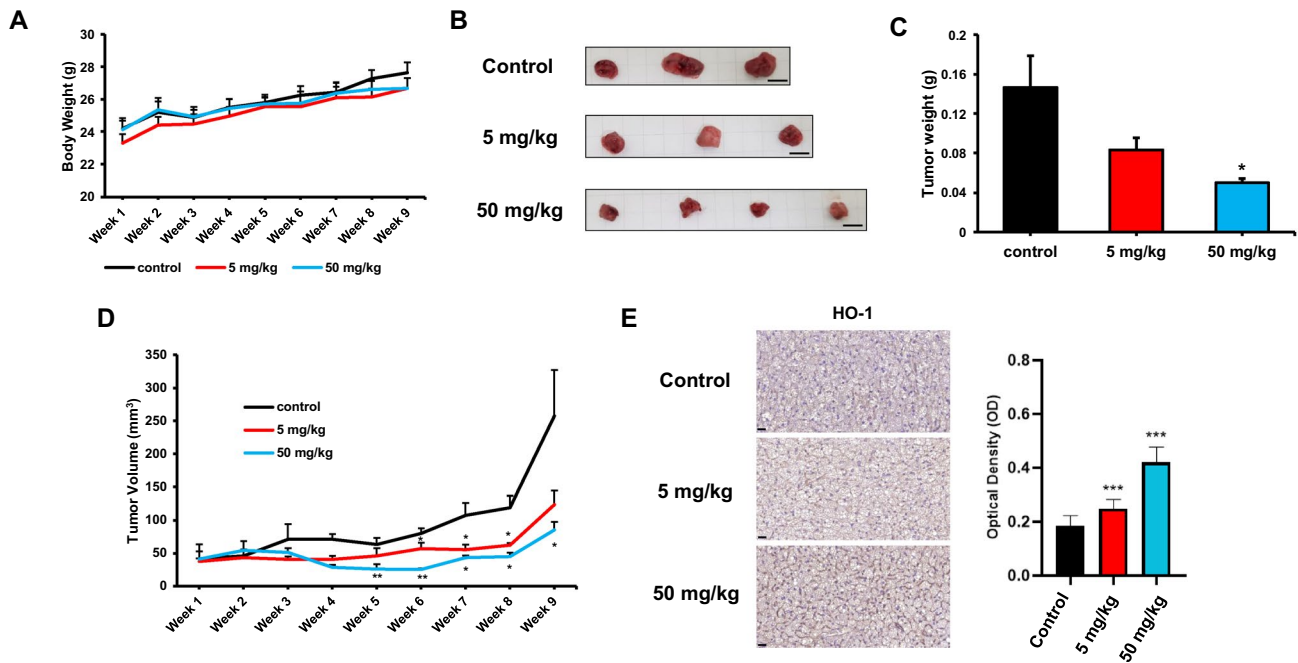 A
30
28
26
24
22
20
Body Weight (g)
Week 1
Week 2
Week 3
Week 4
Week 5
Week 6
Week 7
Week 8
Week 9
control
5 mg/kg
50 mg/kg
B
Control
5 mg/kg
50 mg/kg
C
0.2
0.16
0.12
0.08
0.04
0
Tumor weight (g)
*
control
5 mg/kg
50 mg/kg
D
350
300
250
200
150
100
50
0
Tumor Volume (mm³)
control
5 mg/kg
50 mg/kg
*
*
*
**
**
*
*
*
Week 1
Week 2
Week 3
Week 4
Week 5
Week 6
Week 7
Week 8
Week 9
E
HO-1
Control
5 mg/kg
50 mg/kg
0.8
0.6
0.4
0.2
0.0
Optical Density (OD)
***
***
Control
5 mg/kg
50 mg/kg